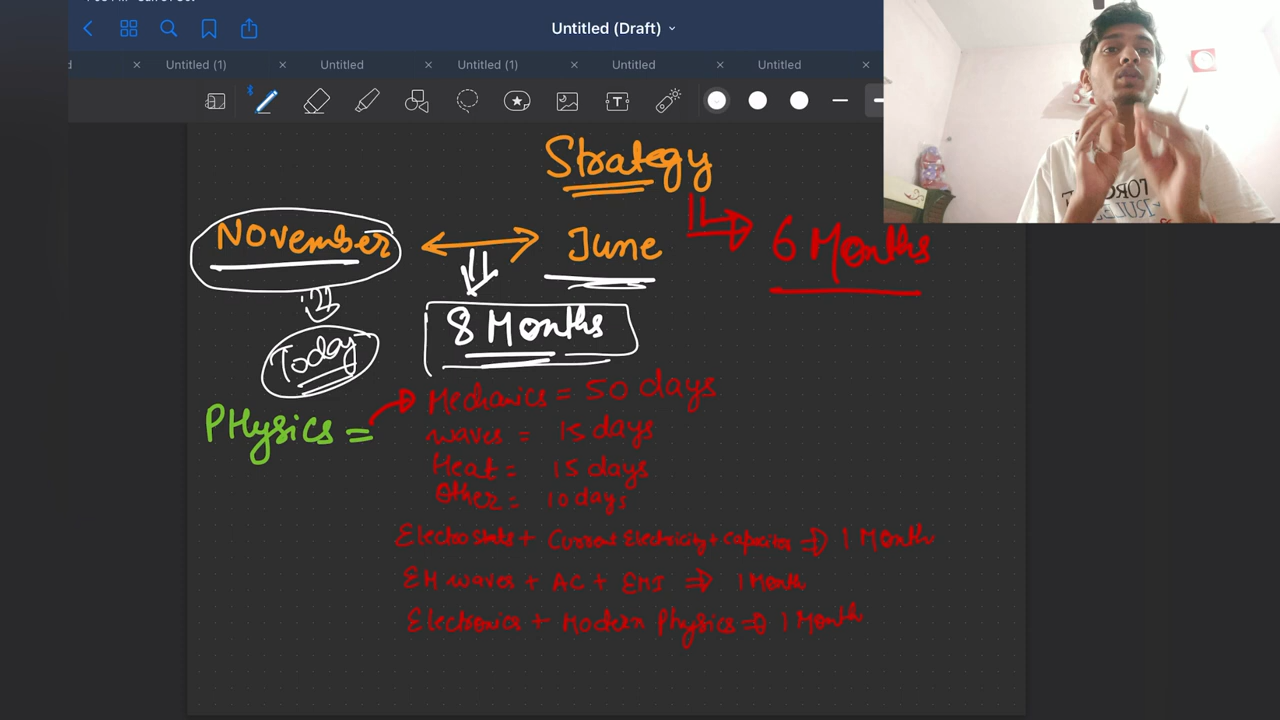 Untitled (Draft)
d Untitled (1) Untitled Untitled (1) Untitled Untitled
Strategy
November June 6 Months
8 Months
Today
PHysics = Mechanics = 50 days
waves = 15 days
Heat = 15 days
Other = 10 days
Current Electricity + Capacitor ⇒ 1 Month
EM waves + AC + EMI ⇒ 1 Month
Electronics + Modern Physics ⇒ 1 Month